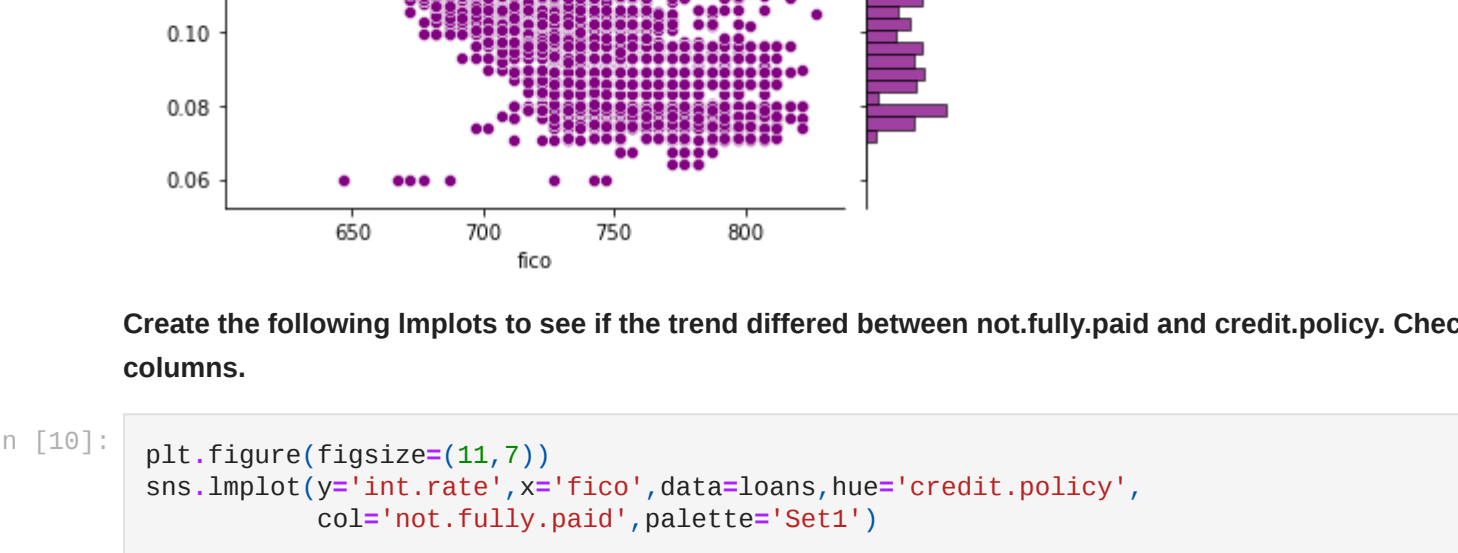 0.10
0.08
0.06
650 700 750 800
fico
Create the following lmplots to see if the trend differed between not.fully.paid and credit.policy. Chec
columns.
n [10]:
plt.figure(figsize=(11,7))
sns.lmplot(y='int.rate',x='fico',data=loans,hue='credit.policy',
col='not.fully.paid',palette='Set1')